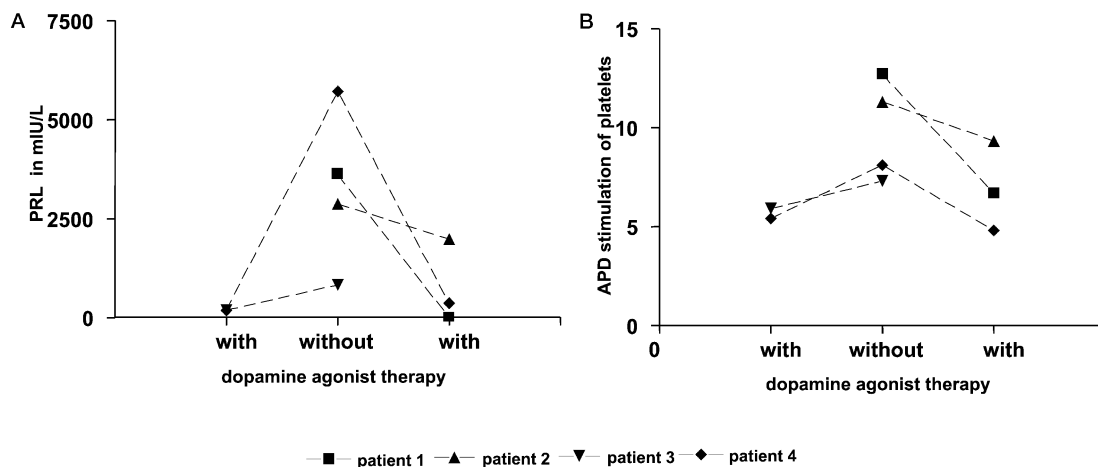 A
PRL in mIU/L
7500
5000
2500
0
with without with
dopamine agonist therapy
B
APD stimulation of platelets
15
10
5
0
0 with without with
dopamine agonist therapy
patient 1 patient 2 patient 3 patient 4